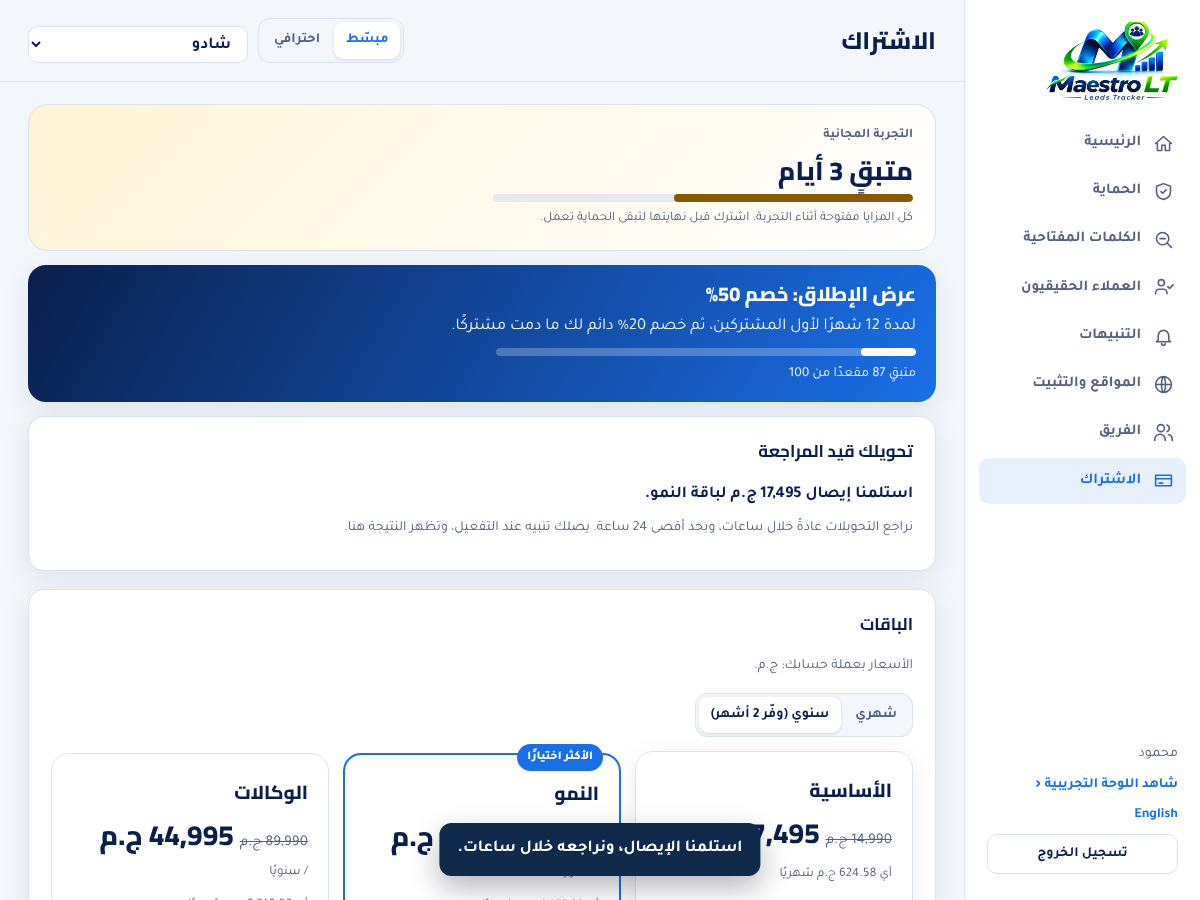 Maestro LT
Leads Tracker
الرئيسية
الحماية
الكلمات المفتاحية
العملاء الحقيقيون
التنبيهات
المواقع والتثبيت
الفريق
الاشتراك
محمود
شاهد اللوحة التجريبية ‹
English
تسجيل الخروج
الاشتراك
مبسّط
احترافي
شادو
التجربة المجانية
متبقٍ 3 أيام
كل المزايا مفتوحة أثناء التجربة. اشترك قبل نهايتها لتبقى الحماية تعمل.
عرض الإطلاق: خصم 50%
لمدة 12 شهرًا لأول المشتركين، ثم خصم 20% دائم لك ما دمت مشتركًا.
متبقٍ 87 مقعدًا من 100
تحويلك قيد المراجعة
استلمنا إيصال 17,495 ج.م لباقة النمو.
نراجع التحويلات عادةً خلال ساعات، وبحد أقصى 24 ساعة. يصلك تنبيه عند التفعيل، وتظهر النتيجة هنا.
الباقات
الأسعار بعملة حسابك: ج.م.
شهري
سنوي (وفّر 2 أشهر)
الأساسية
14,990 ج.م 7,495
أي 624.58 ج.م شهريًا
الأكثر اختيارًا
النمو
ج.م
الوكالات
89,990 ج.م 44,995 ج.م
/ سنويًا
استلمنا الإيصال، ونراجعه خلال ساعات.